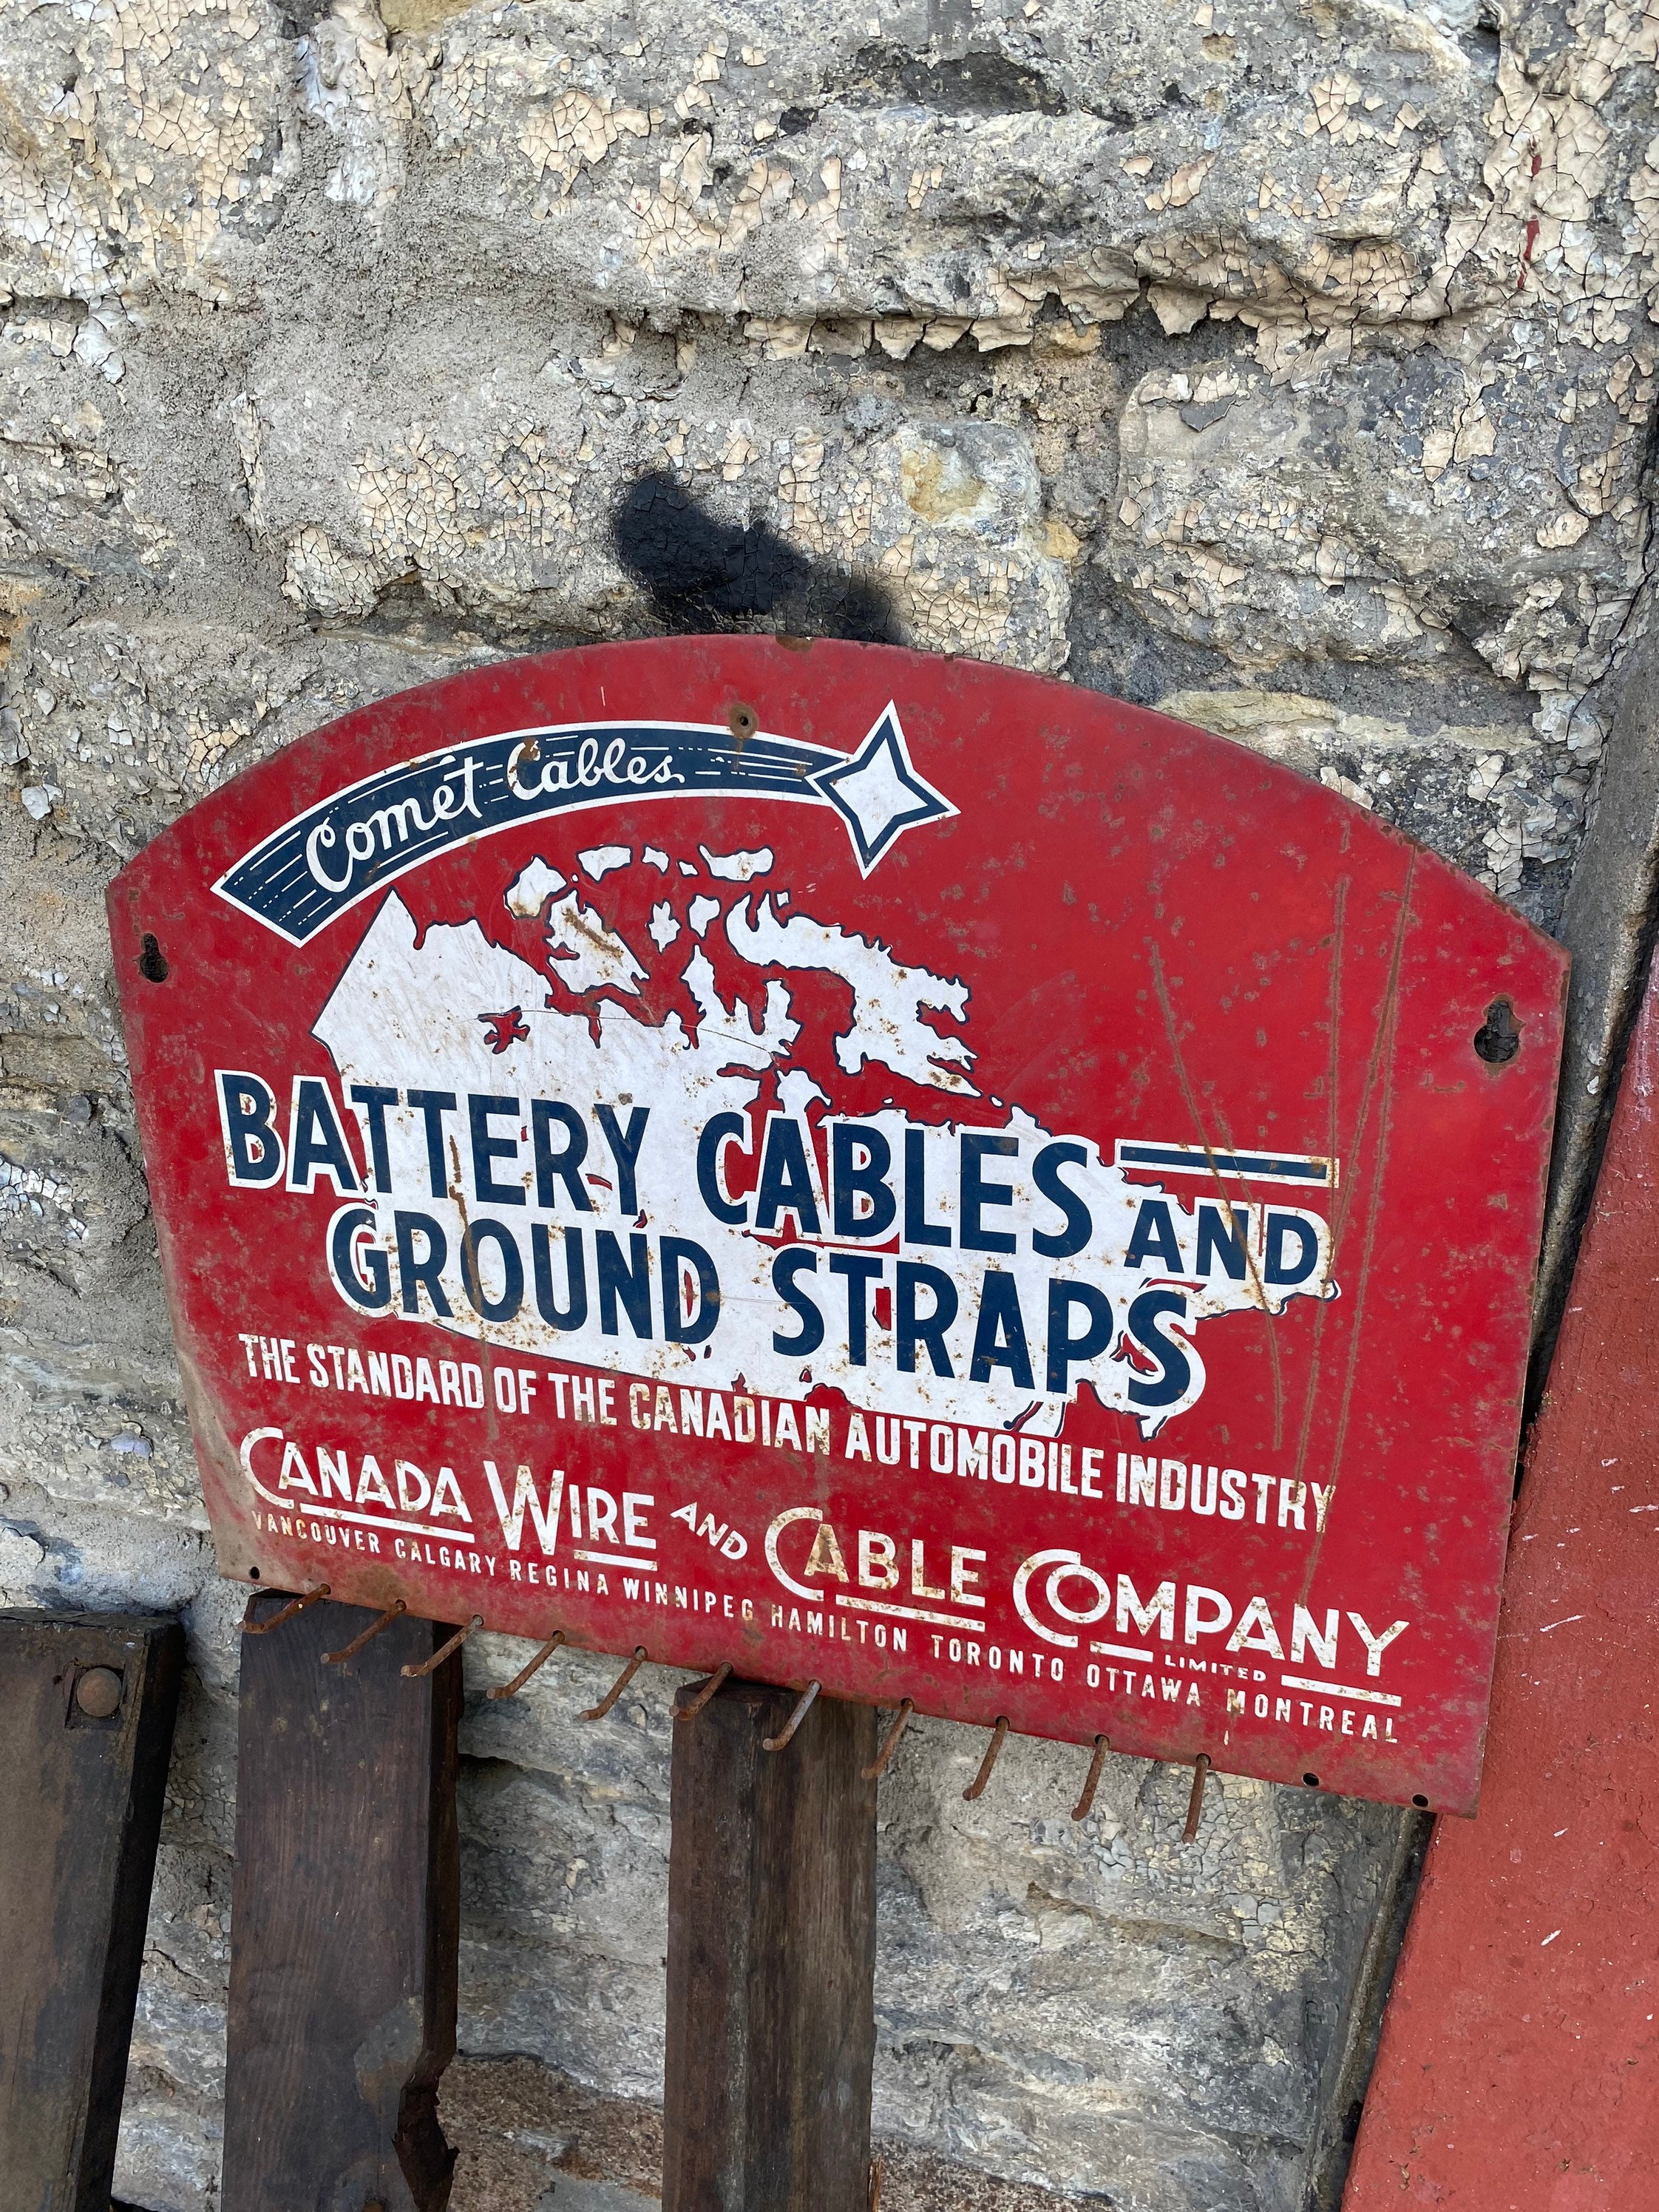 Comet Cables
BATTERY CABLES AND
GROUND STRAPS
THE STANDARD OF THE CANADIAN AUTOMOBILE INDUSTRY
CANADA WIRE AND CABLE COMPANY
LIMITED
VANCOUVER CALGARY REGINA WINNIPEG HAMILTON TORONTO OTTAWA MONTREAL